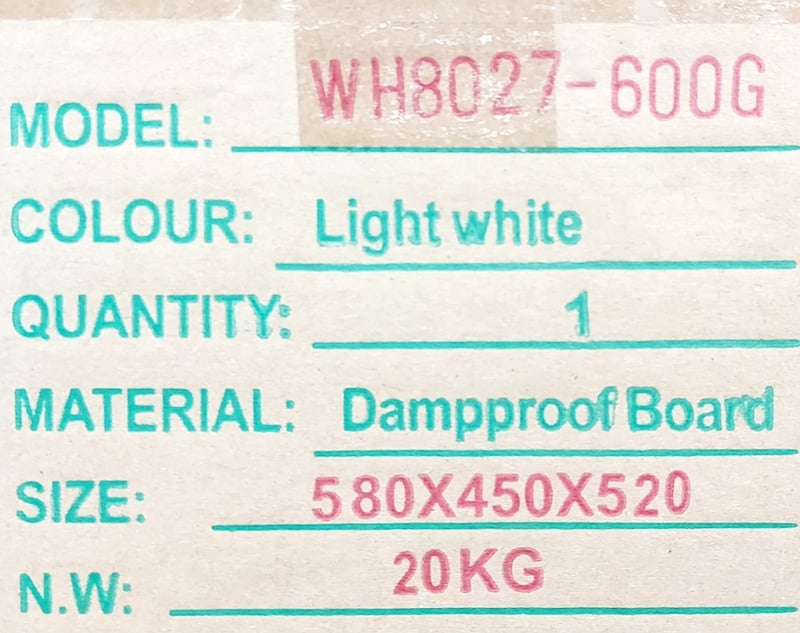 MODEL: WH8027-600G
COLOUR: Light white
QUANTITY: 1
MATERIAL: Dampproof Board
SIZE: 580X450X520
N.W: 20KG